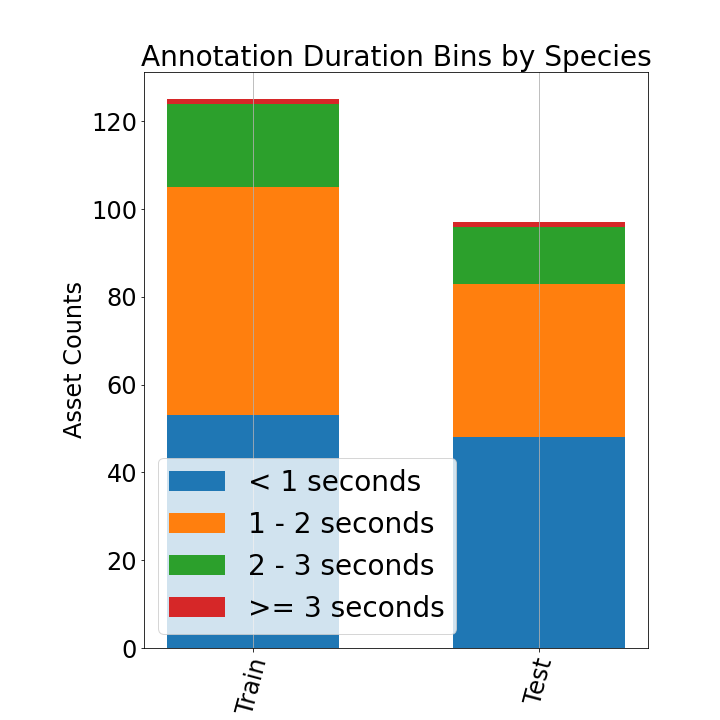 Annotation Duration Bins by Species
120
100
80
60
40
20
0
Asset Counts
< 1 seconds
1 - 2 seconds
2 - 3 seconds
>= 3 seconds
Train
Test